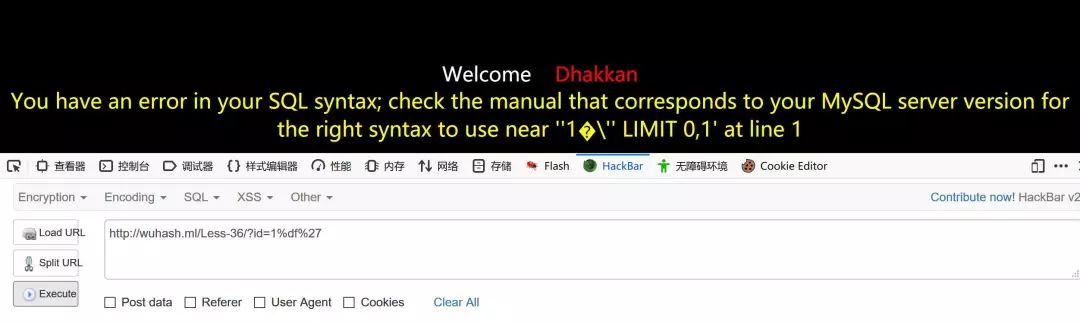 Welcome Dhakkan
You have an error in your SQL syntax; check the manual that corresponds to your MySQL server version for
the right syntax to use near ''1�\'' LIMIT 0,1' at line 1
查看器 控制台 调试器 {} 样式编辑器 性能 内存 网络 存储 Flash HackBar 无障碍环境 Cookie Editor
Encryption Encoding SQL XSS Other Contribute now! HackBar v2
Load URL http://wuhash.ml/Less-36/?id=1%df%27
Split URL
Execute Post data Referer User Agent Cookies Clear All